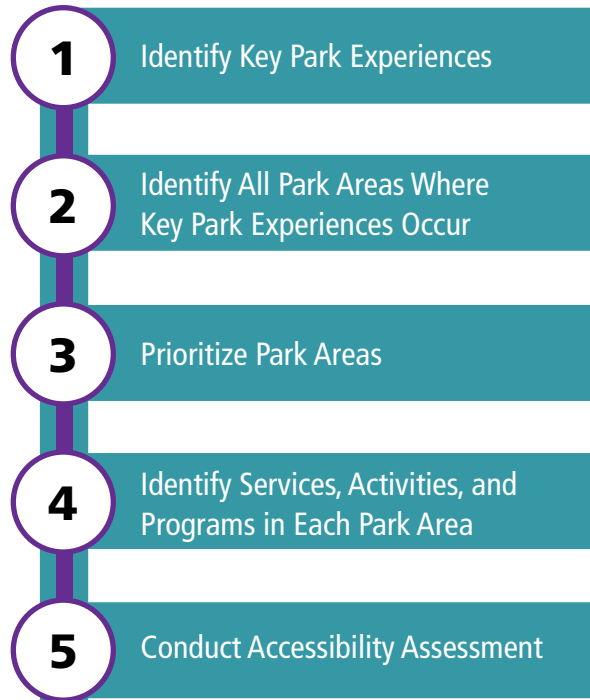 1
Identify Key Park Experiences
2
Identify All Park Areas Where
Key Park Experiences Occur
3
Prioritize Park Areas
4
Identify Services, Activities, and
Programs in Each Park Area
5
Conduct Accessibility Assessment